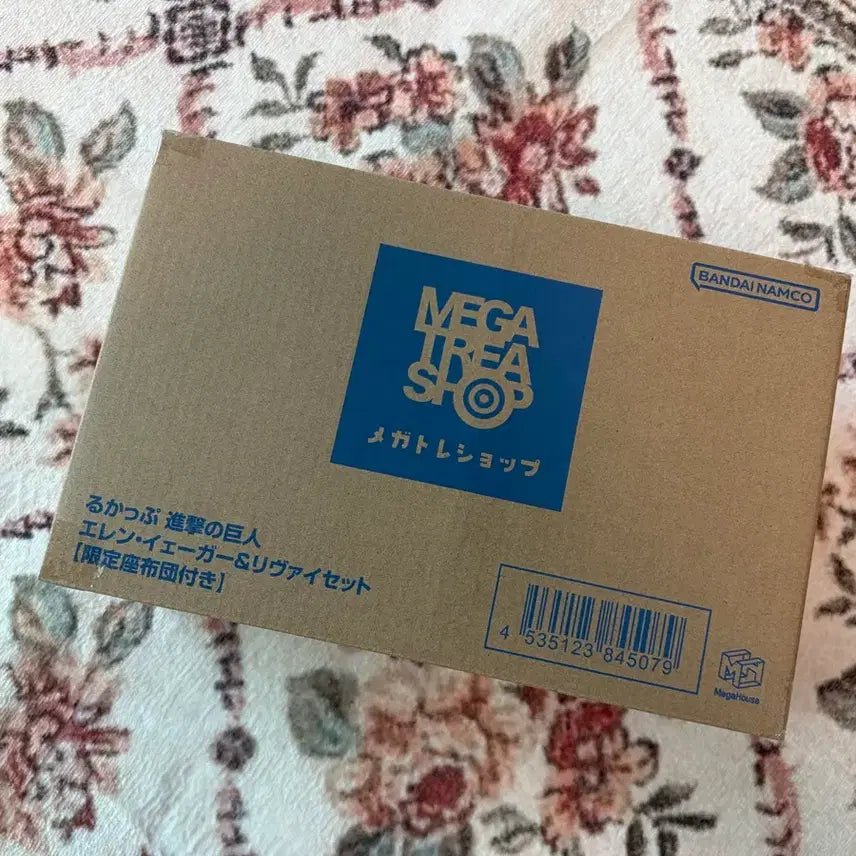 BANDAI NAMCO
MEGA
TREA
SHOP
メガトレショップ
るかっぷ 進撃の巨人
エレン・イェーガー&リヴァイセット
【限定座布団付き】
4 535123 845079
MegaHouse